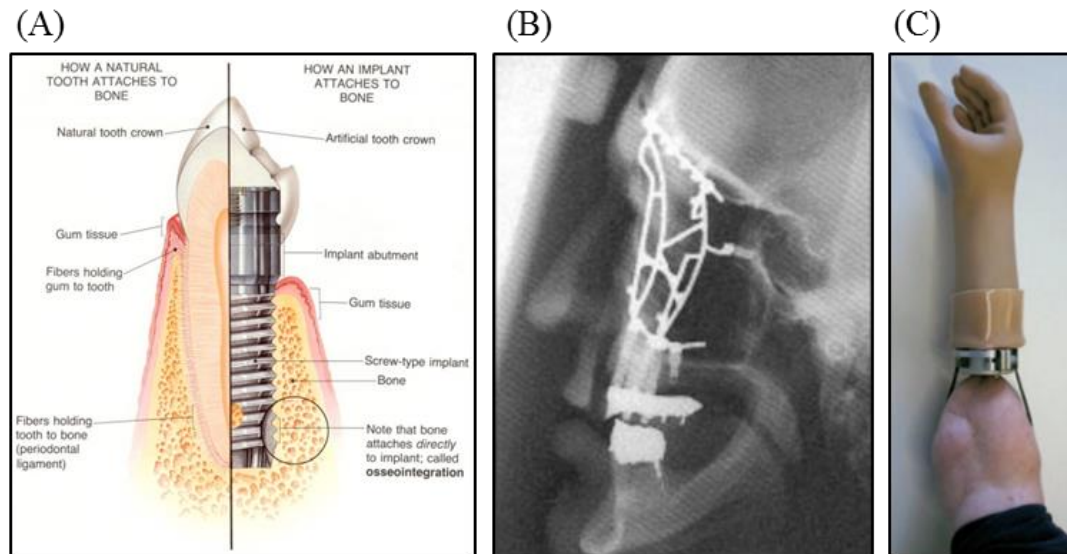 (A)
(B)
(C)
HOW A NATURAL
TOOTH ATTACHES TO
BONE
HOW AN IMPLANT
ATTACHES TO
BONE
Natural tooth crown
Artificial tooth crown
Gum tissue
Fibers holding
gum to tooth
Implant abutment
Gum tissue
Screw-type implant
Bone
Fibers holding
tooth to bone
(periodontal
ligament)
Note that bone
attaches directly
to implant; called
osseointegration